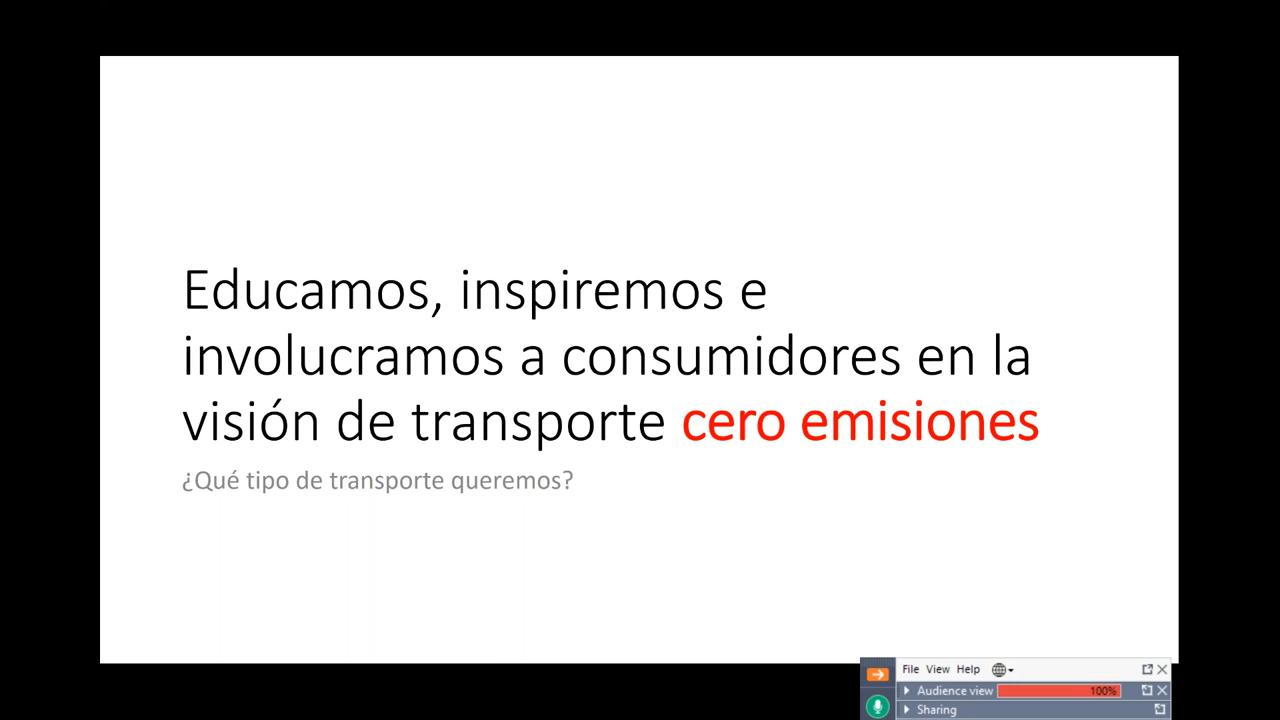 Educamos, inspiremos e
involucramos a consumidores en la
visión de transporte cero emisiones
¿Qué tipo de transporte queremos?
File View Help
Audience view 100%
Sharing